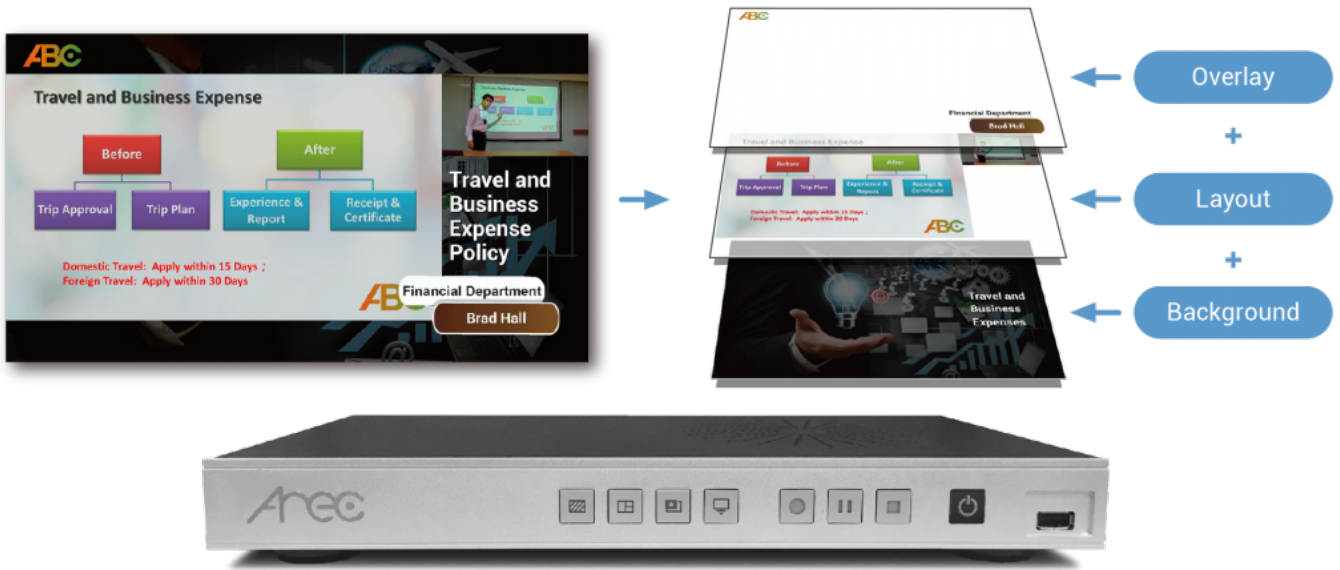 ABC
Travel and Business Expense
Before
After
Trip Approval
Trip Plan
Experience &
Report
Receipt &
Certificate
Domestic Travel: Apply within 15 Days ;
Foreign Travel: Apply within 30 Days
ABC
Travel and
Business
Expense
Policy
Financial Department
Brad Hall
ABC
Financial Department
Brad Hall
Travel and Business Expense
Before
After
Trip Approval
Trip Plan
Experience &
Report
Receipt &
Certificate
Domestic Travel: Apply within 15 Days ;
Foreign Travel: Apply within 30 Days
ABC
Travel and
Business
Expenses
Overlay
+
Layout
+
Background
Arec